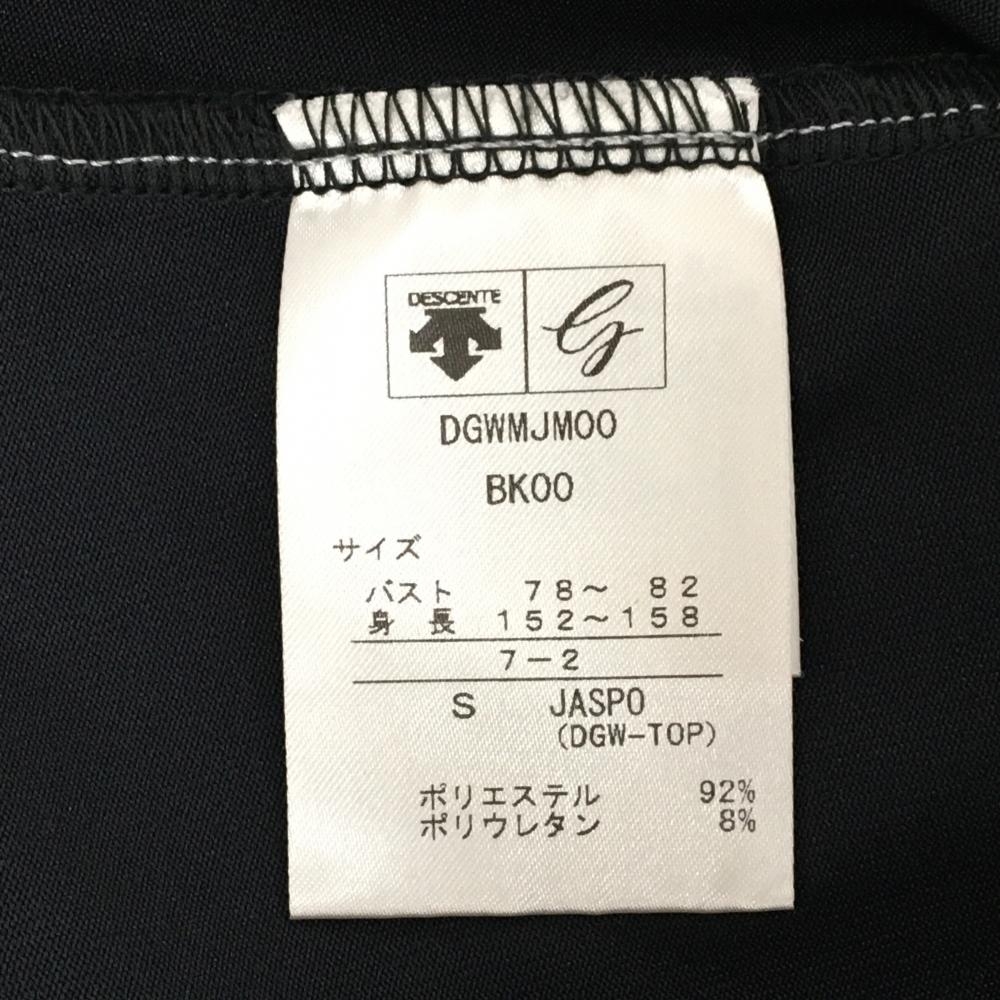 DESCENTE
G
DGWMJM00
BK00
サイズ
バスト 78～ 82
身 長 152～158
7-2
S JASPO
(DGW-TOP)
ポリエステル 92%
ポリウレタン 8%